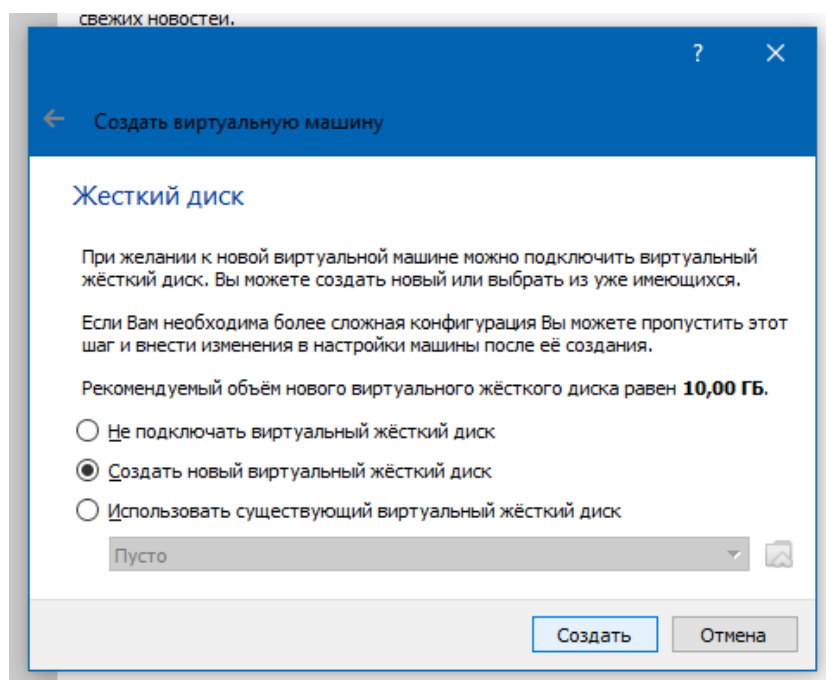 свежих новостей.
?
Создать виртуальную машину
Жесткий диск
При желании к новой виртуальной машине можно подключить виртуальный
жёсткий диск. Вы можете создать новый или выбрать из уже имеющихся.
Если Вам необходима более сложная конфигурация Вы можете пропустить этот
шаг и внести изменения в настройки машины после её создания.
Рекомендуемый объём нового виртуального жёсткого диска равен 10,00 ГБ.
Не подключать виртуальный жёсткий диск
Создать новый виртуальный жёсткий диск
Использовать существующий виртуальный жёсткий диск
Пусто
Создать Отмена